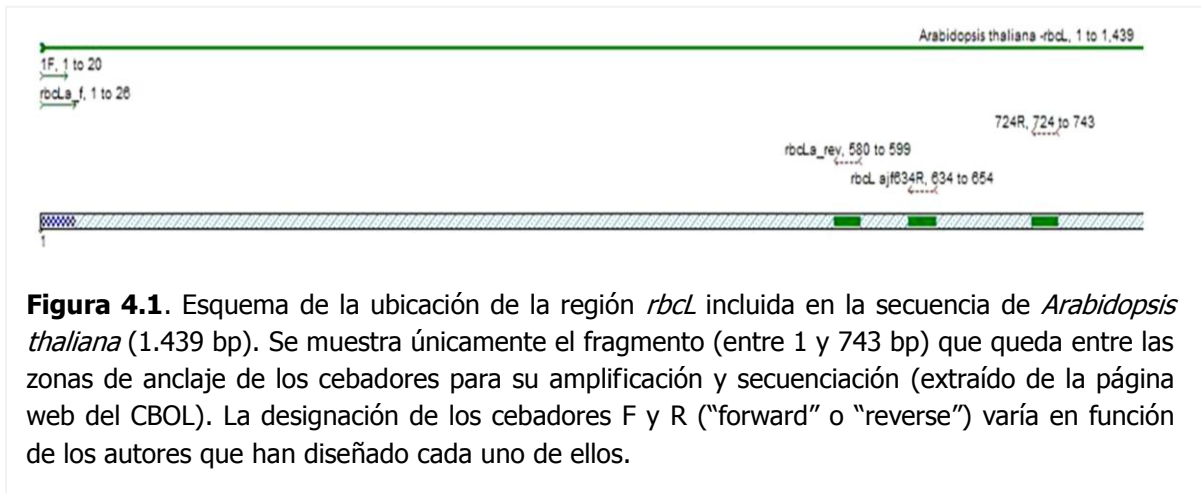 Arabidopsis thaliana -rbcL, 1 to 1,439
1F, 1 to 20
rbcLa_f, 1 to 26
724R, 724 to 743
rbcLa_rev, 580 to 599
rbcL ajf634R, 634 to 654
1
Figura 4.1. Esquema de la ubicación de la región rbcL incluida en la secuencia de Arabidopsis
thaliana (1.439 bp). Se muestra únicamente el fragmento (entre 1 y 743 bp) que queda entre las
zonas de anclaje de los cebadores para su amplificación y secuenciación (extraído de la página
web del CBOL). La designación de los cebadores F y R (“forward” o “reverse”) varía en función
de los autores que han diseñado cada uno de ellos.